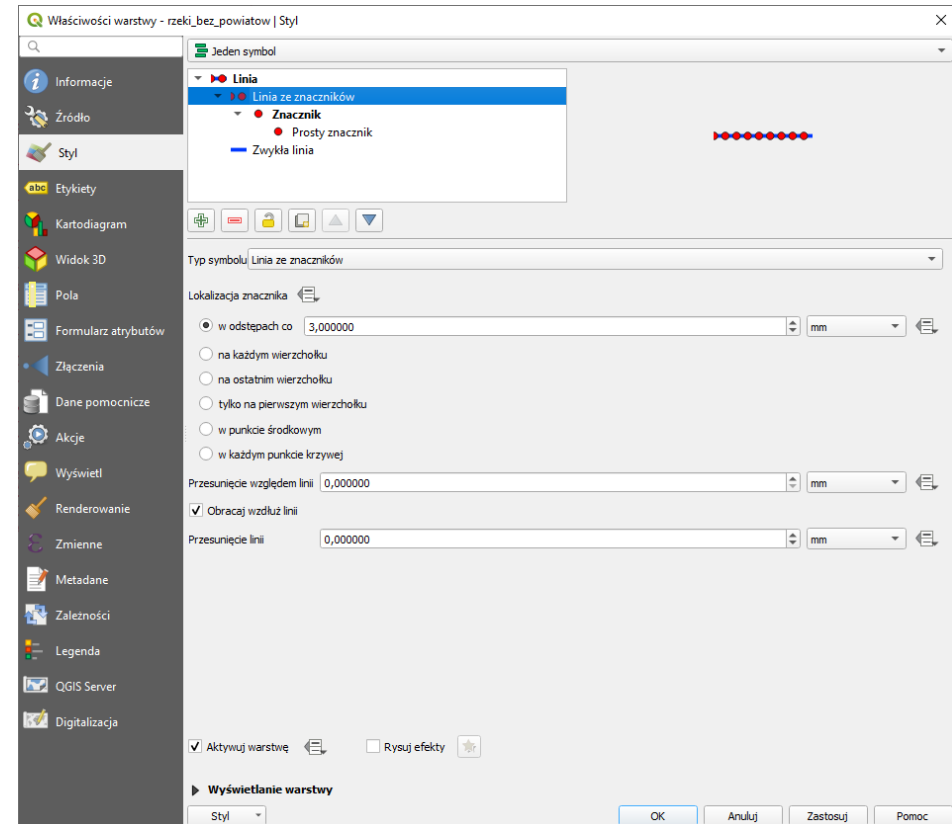 Właściwości warstwy - rzeki_bez_powiatow | Styl
Jeden symbol
Informacje
Źródło
Styl
abc Etykiety
Kartodiagram
Widok 3D
Pola
Formularz atrybutów
Złączenia
Dane pomocnicze
Akcje
Wyświetl
Renderowanie
Zmienne
Metadane
Zależności
Legenda
QGIS Server
Digitalizacja
Linia
Linia ze znaczników
Znacznik
Prosty znacznik
Zwykła linia
Typ symbolu Linia ze znaczników
Lokalizacja znacznika
w odstępach co 3,000000 mm
na każdym wierzchołku
na ostatnim wierzchołku
tylko na pierwszym wierzchołku
w punkcie środkowym
w każdym punkcie krzywej
Przesunięcie względem linii 0,000000 mm
Obracaj wzdłuż linii
Przesunięcie linii 0,000000 mm
Aktywuj warstwę Rysuj efekty
Wyświetlanie warstwy
Styl OK Anuluj Zastosuj Pomoc